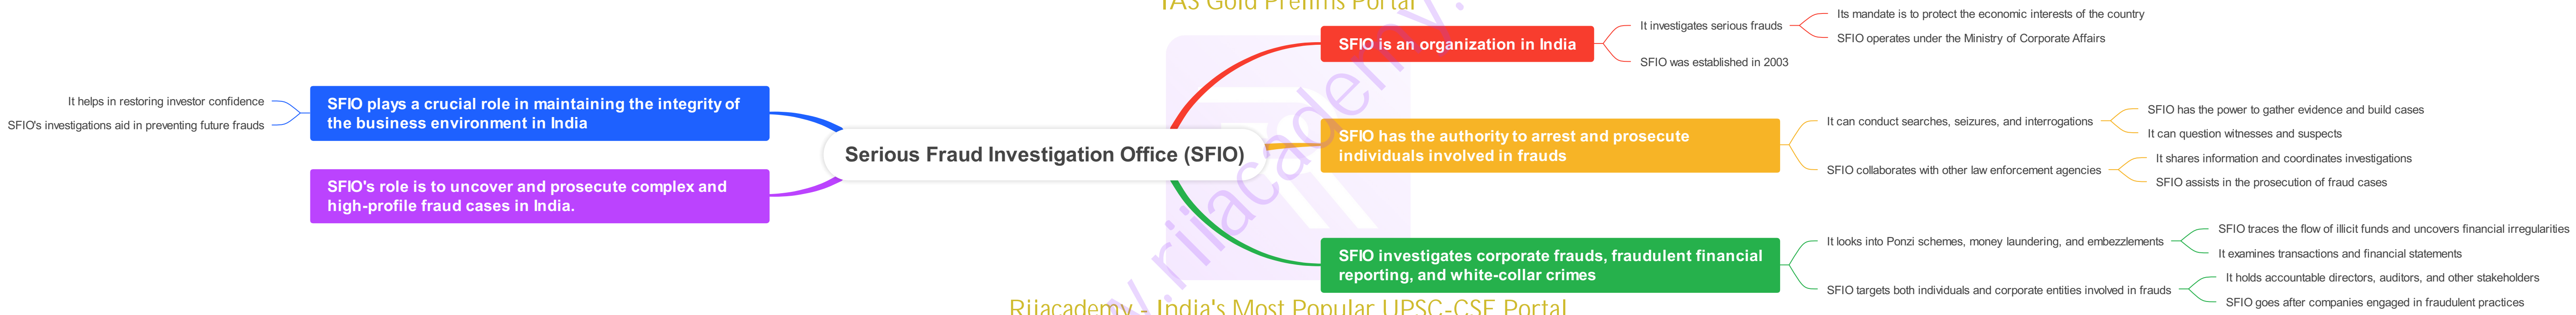 IAS Gold Prelims Portal
Serious Fraud Investigation Office (SFIO)
SFIO is an organization in India
It investigates serious frauds
Its mandate is to protect the economic interests of the country
SFIO operates under the Ministry of Corporate Affairs
SFIO was established in 2003
SFIO has the authority to arrest and prosecute
individuals involved in frauds
It can conduct searches, seizures, and interrogations
SFIO has the power to gather evidence and build cases
It can question witnesses and suspects
SFIO collaborates with other law enforcement agencies
It shares information and coordinates investigations
SFIO assists in the prosecution of fraud cases
SFIO investigates corporate frauds, fraudulent financial
reporting, and white-collar crimes
It looks into Ponzi schemes, money laundering, and embezzlements
SFIO traces the flow of illicit funds and uncovers financial irregularities
It examines transactions and financial statements
SFIO targets both individuals and corporate entities involved in frauds
It holds accountable directors, auditors, and other stakeholders
SFIO goes after companies engaged in fraudulent practices
SFIO plays a crucial role in maintaining the integrity of
the business environment in India
It helps in restoring investor confidence
SFIO's investigations aid in preventing future frauds
SFIO's role is to uncover and prosecute complex and
high-profile fraud cases in India.
w.rijacademy.
Rijacademy - India's Most Popular UPSC-CSE Portal